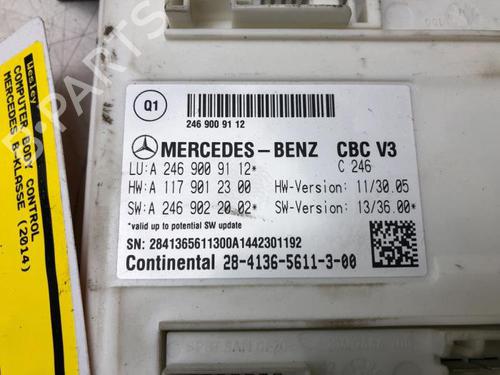 Wesley
COMPUTER BODY CONTROL
MERCEDES B-KLASSE (2014)
Q1
246 900 91 12
MERCEDES-BENZ CBC V3
LU: A 246 900 91 12* C 246
HW: A 117 901 23 00 HW-Version: 11/30.05
SW: A 246 902 20 02* SW-Version: 13/36.00*
*valid up to potential SW update
SN: 2841365611300A1442301192
Continental 28-4136-5611-3-00